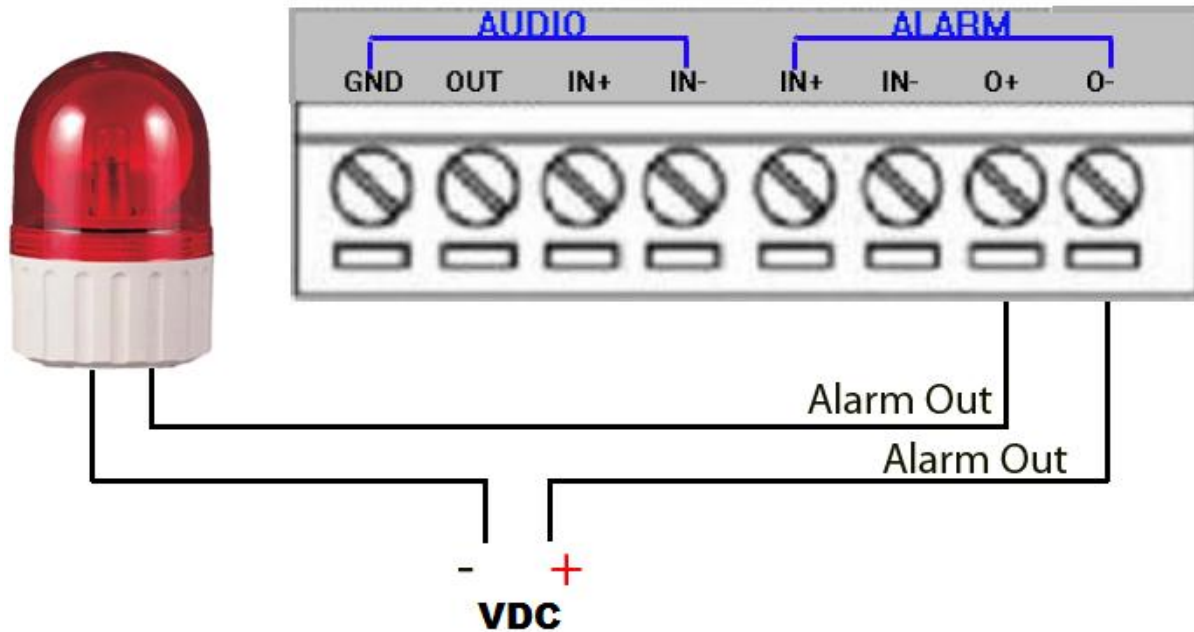 AUDIO ALARM
GND OUT IN+ IN- IN+ IN- O+ O-
Alarm Out
Alarm Out
- +
VDC